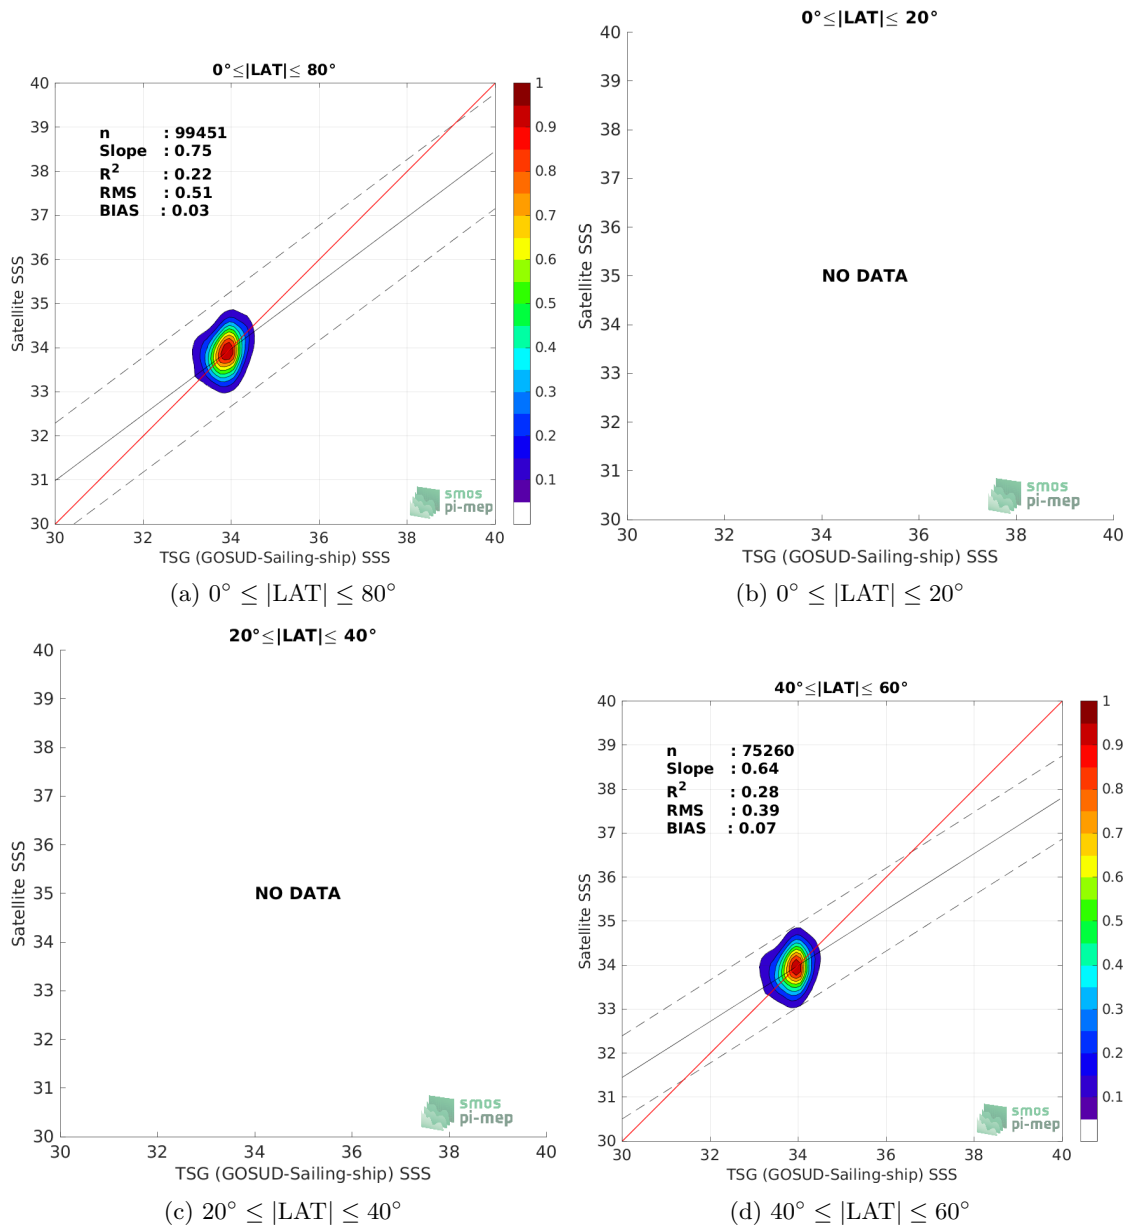 0°≤|LAT|≤ 80°
40
39
38
37
36
35
34
33
32
31
30
n : 99451
Slope : 0.75
R² : 0.22
RMS : 0.51
BIAS : 0.03
Satellite SSS
30 32 34 36 38 40
TSG (GOSUD-Sailing-ship) SSS
smos
pi-mep
1
0.9
0.8
0.7
0.6
0.5
0.4
0.3
0.2
0.1
(a) 0° ≤ |LAT| ≤ 80°
0°≤|LAT|≤ 20°
40
39
38
37
36
35
34
33
32
31
30
Satellite SSS
NO DATA
smos
pi-mep
30 32 34 36 38 40
TSG (GOSUD-Sailing-ship) SSS
(b) 0° ≤ |LAT| ≤ 20°
20°≤|LAT|≤ 40°
40
39
38
37
36
35
34
33
32
31
30
Satellite SSS
NO DATA
smos
pi-mep
30 32 34 36 38 40
TSG (GOSUD-Sailing-ship) SSS
(c) 20° ≤ |LAT| ≤ 40°
40°≤|LAT|≤ 60°
40
39
38
37
36
35
34
33
32
31
30
n : 75260
Slope : 0.64
R² : 0.28
RMS : 0.39
BIAS : 0.07
Satellite SSS
smos
pi-mep
30 32 34 36 38 40
TSG (GOSUD-Sailing-ship) SSS
1
0.9
0.8
0.7
0.6
0.5
0.4
0.3
0.2
0.1
(d) 40° ≤ |LAT| ≤ 60°